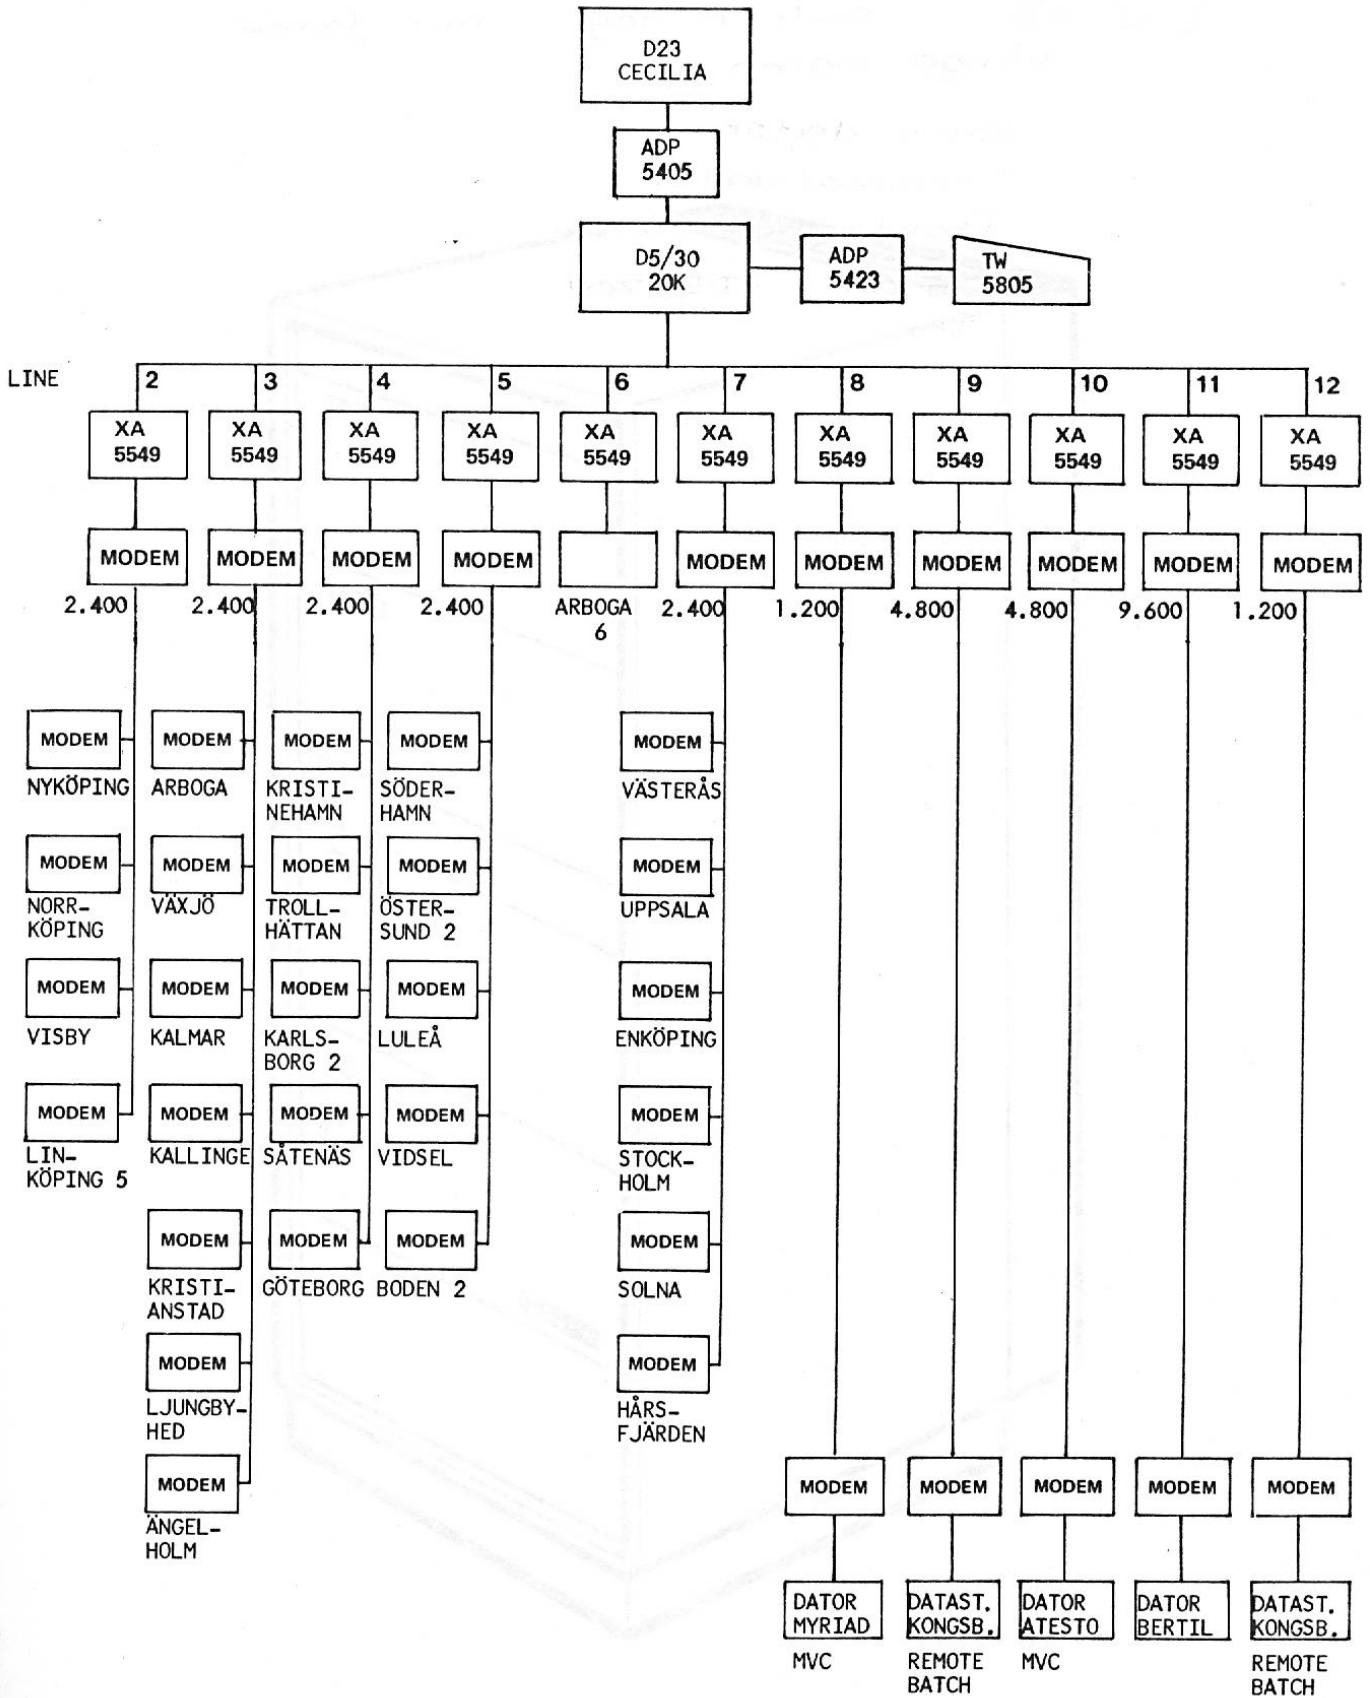 D23
CECILIA
ADP
5405
D5/30
20K
ADP
5423
TW
5805
LINE
2
3
4
5
6
7
8
9
10
11
12
XA
5549
XA
5549
XA
5549
XA
5549
XA
5549
XA
5549
XA
5549
XA
5549
XA
5549
XA
5549
XA
5549
MODEM
MODEM
MODEM
MODEM
MODEM
MODEM
MODEM
MODEM
MODEM
MODEM
2.400
2.400
2.400
2.400
ARBOGA
6
2.400
1.200
4.800
4.800
9.600
1.200
MODEM
NYKÖPING
MODEM
NORR-
KÖPING
MODEM
VISBY
MODEM
LIN-
KÖPING 5
MODEM
ARBOGA
MODEM
VÄXJÖ
MODEM
KALMAR
MODEM
KALLINGE
MODEM
KRISTI-
ANSTAD
MODEM
LJUNGBY-
HED
MODEM
ÄNGEL-
HOLM
MODEM
KRISTI-
NEHAMN
MODEM
TROLL-
HÄTTAN
MODEM
KARLS-
BORG 2
MODEM
SÅTENÄS
MODEM
GÖTEBORG
MODEM
SÖDER-
HAMN
MODEM
ÖSTER-
SUND 2
MODEM
LULEÅ
MODEM
VIDSEL
MODEM
BODEN 2
MODEM
VÄSTERÅS
MODEM
UPPSALA
MODEM
ENKÖPING
MODEM
STOCK-
HOLM
MODEM
SOLNA
MODEM
HÅRS-
FJÄRDEN
MODEM
DATOR
MYRIAD
MVC
MODEM
DATAST.
KONGSB.
REMOTE
BATCH
MODEM
DATOR
ATESTO
MVC
MODEM
DATOR
BERTIL
MODEM
DATAST.
KONGSB.
REMOTE
BATCH